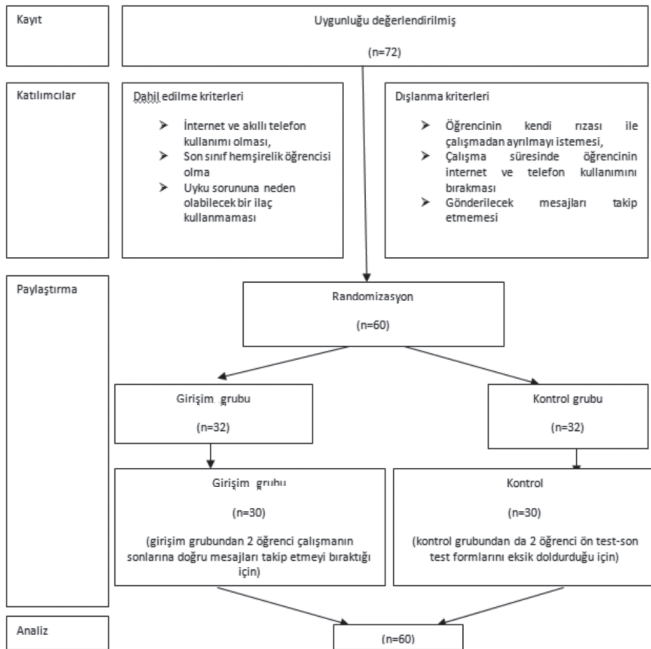 Kayıt
Uygunluğu değerlendirilmiş
(n=72)
Katılımcılar
Dahil edilme kriterleri
➤ İnternet ve akıllı telefon
kullanımı olması,
➤ Son sınıf hemşirelik öğrencisi
olma
➤ Uyku sorununa neden
olabilecek bir ilaç
kullanmaması
Dışlanma kriterleri
➤ Öğrencinin kendi rızası ile
çalışmadan ayrılmayı istemesi,
➤ Çalışma süresinde öğrencinin
internet ve telefon kullanımını
bırakması
➤ Gönderilecek mesajları takip
etmemesi
Paylaştırma
Randomizasyon
(n=60)
Girişim grubu
(n=32)
Kontrol grubu
(n=32)
Girişim grubu
(n=30)
(girişim grubundan 2 öğrenci çalışmanın
sonlarına doğru mesajları takip etmeyi bıraktığı
için)
Kontrol
(n=30)
(kontrol grubundan da 2 öğrenci ön test-son
test formlarını eksik doldurduğu için)
Analiz
(n=60)